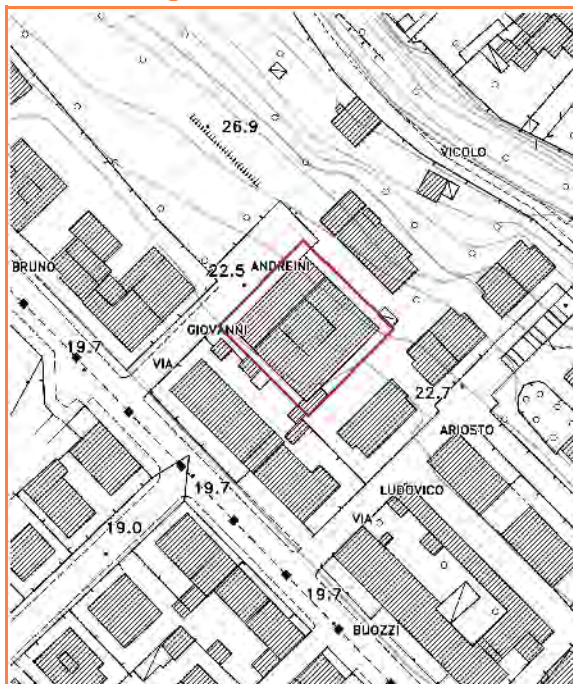 26.9
VICOLO
BRUNO
22.5
ANDREINI
GIOVANNI
19.7
VIA
22.7
ARIOSTO
LUDOVICO
19.7
19.0
VIA
19.7
BUOZZI